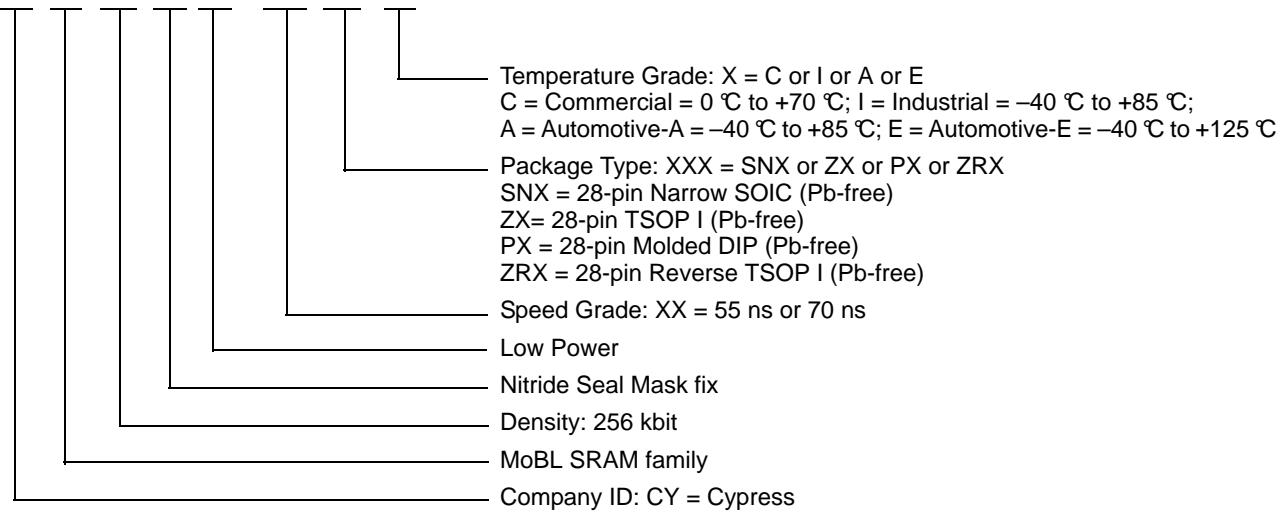 Temperature Grade: X = C or I or A or E
C = Commercial = 0 °C to +70 °C; I = Industrial = –40 °C to +85 °C;
A = Automotive-A = –40 °C to +85 °C; E = Automotive-E = –40 °C to +125 °C
Package Type: XXX = SNX or ZX or PX or ZRX
SNX = 28-pin Narrow SOIC (Pb-free)
ZX= 28-pin TSOP I (Pb-free)
PX = 28-pin Molded DIP (Pb-free)
ZRX = 28-pin Reverse TSOP I (Pb-free)
Speed Grade: XX = 55 ns or 70 ns
Low Power
Nitride Seal Mask fix
Density: 256 kbit
MoBL SRAM family
Company ID: CY = Cypress